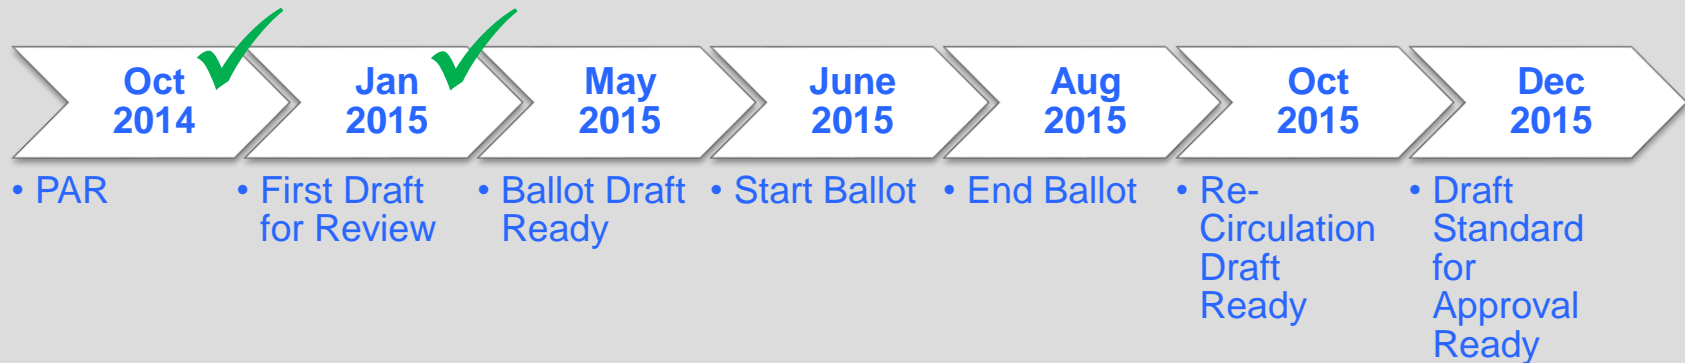 Oct
2014
Jan
2015
May
2015
June
2015
Aug
2015
Oct
2015
Dec
2015
• PAR
• First Draft
for Review
• Ballot Draft
Ready
• Start Ballot
• End Ballot
• Re-
Circulation
Draft
Ready
• Draft
Standard
for
Approval
Ready